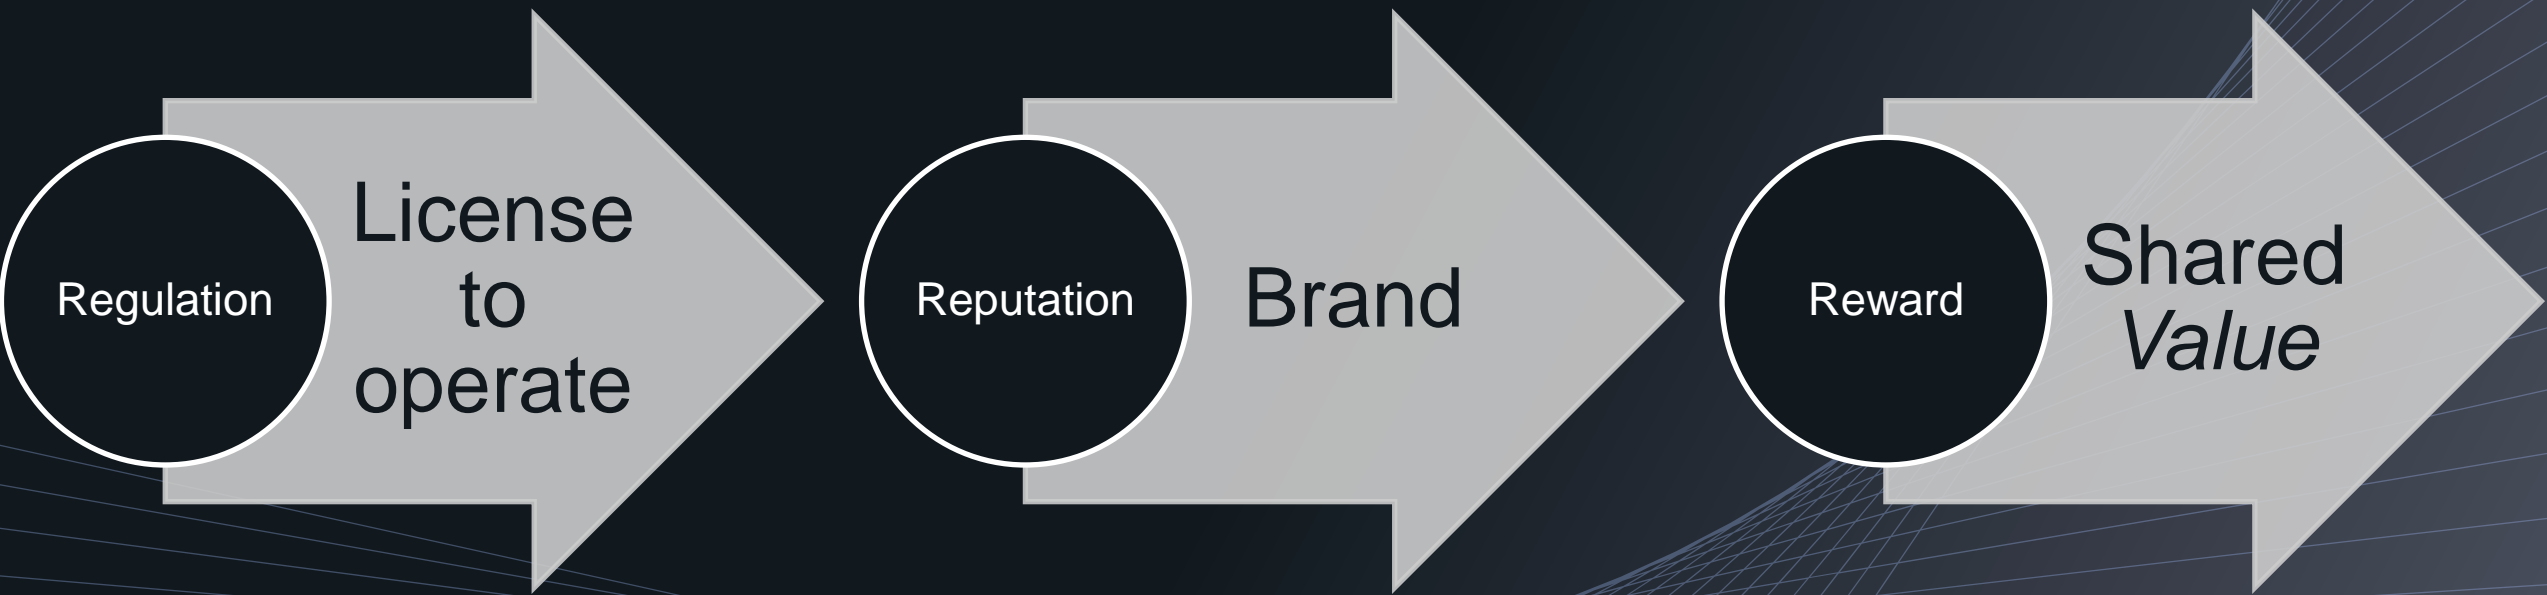 Regulation
License
to
operate
Reputation
Brand
Reward
Shared
Value